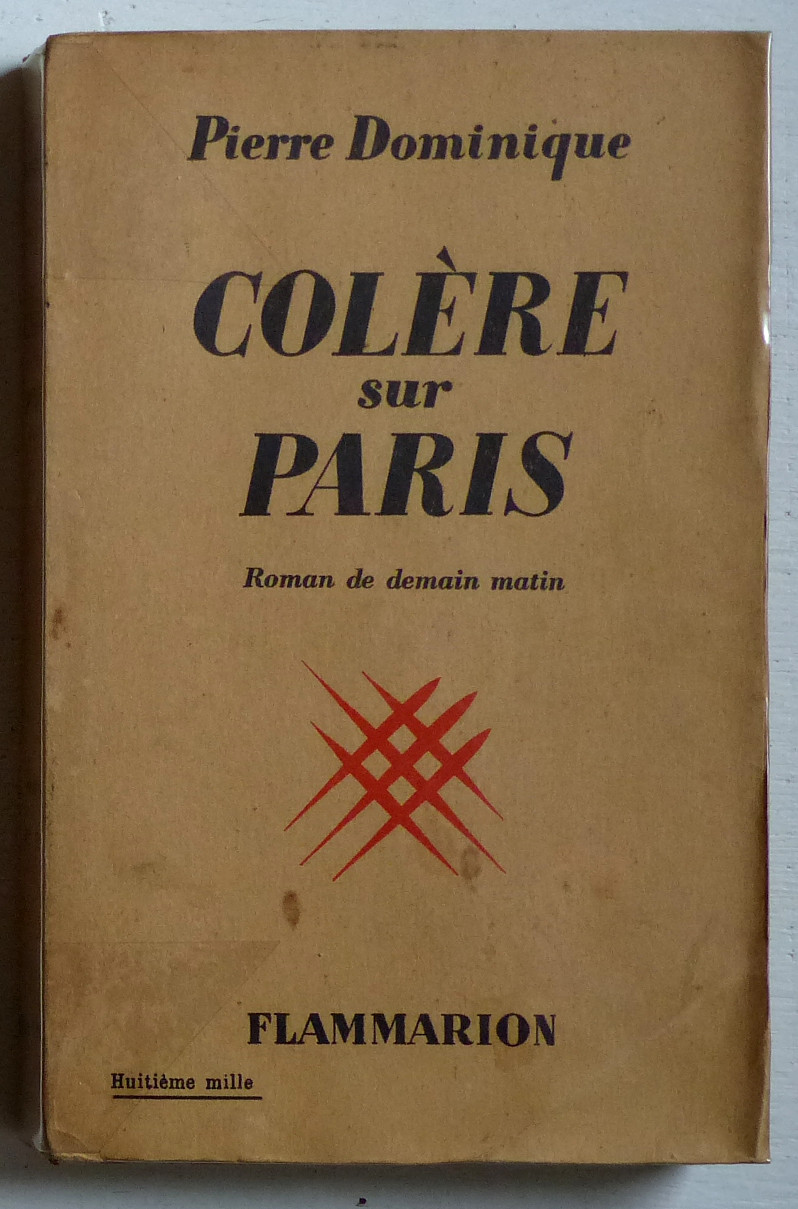 Pierre Dominique
COLÈRE
sur
PARIS
Roman de demain matin
FLAMMARION
Huitième mille